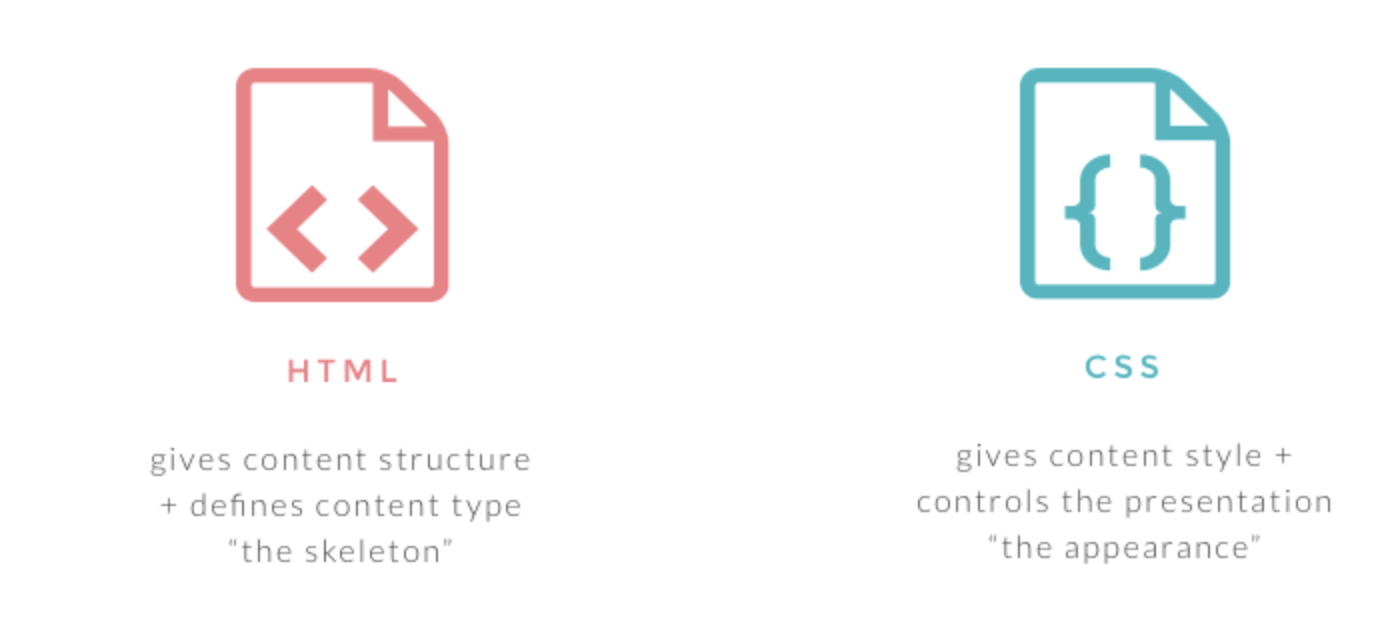 < >
HTML
gives content structure
+ defines content type
“the skeleton”
{ }
CSS
gives content style +
controls the presentation
“the appearance”